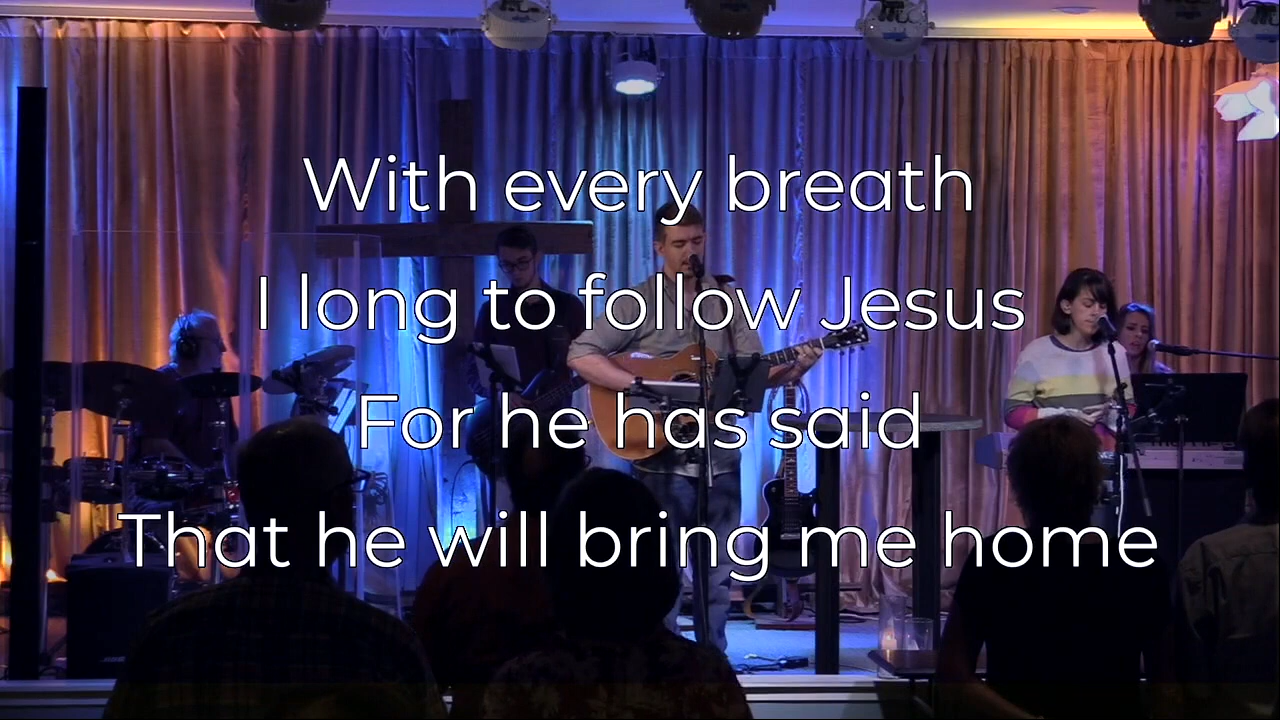 With every breath
I long to follow Jesus
For he has said
That he will bring me home